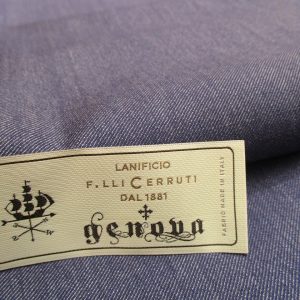 LANIFICIO
F.LLI CERRUTI
DAL 1881
genova
FABRIC MADE IN ITALY